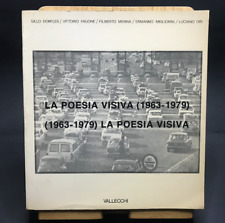 GILLO DORFLES / VITTORIO FAGONE / FILIBERTO MENNA / ERMANNO MIGLIORINI / LUCIANO ORI
LA POESIA VISIVA (1963-1979)
(1963-1979) LA POESIA VISIVA
VALLECCHI